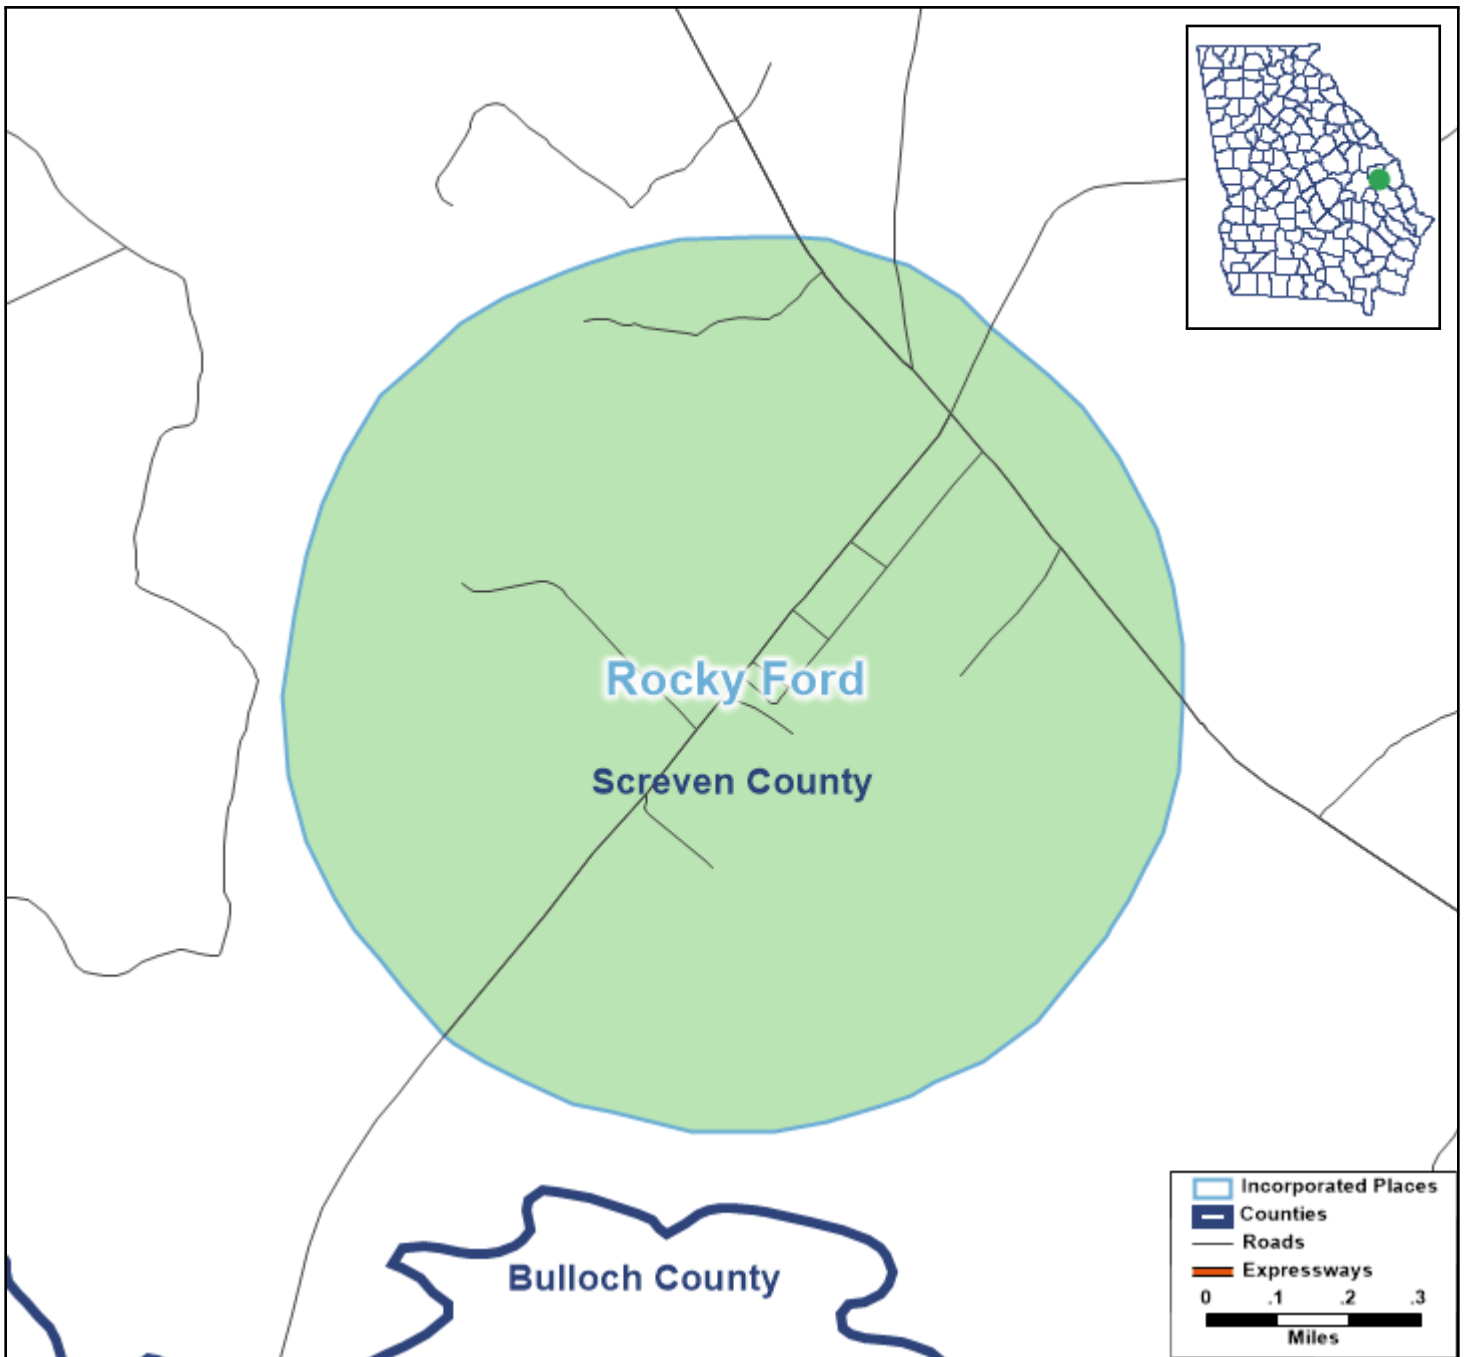 Rocky Ford
Screven County
Bulloch County
Incorporated Places
Counties
Roads
Expressways
0 .1 .2 .3
Miles